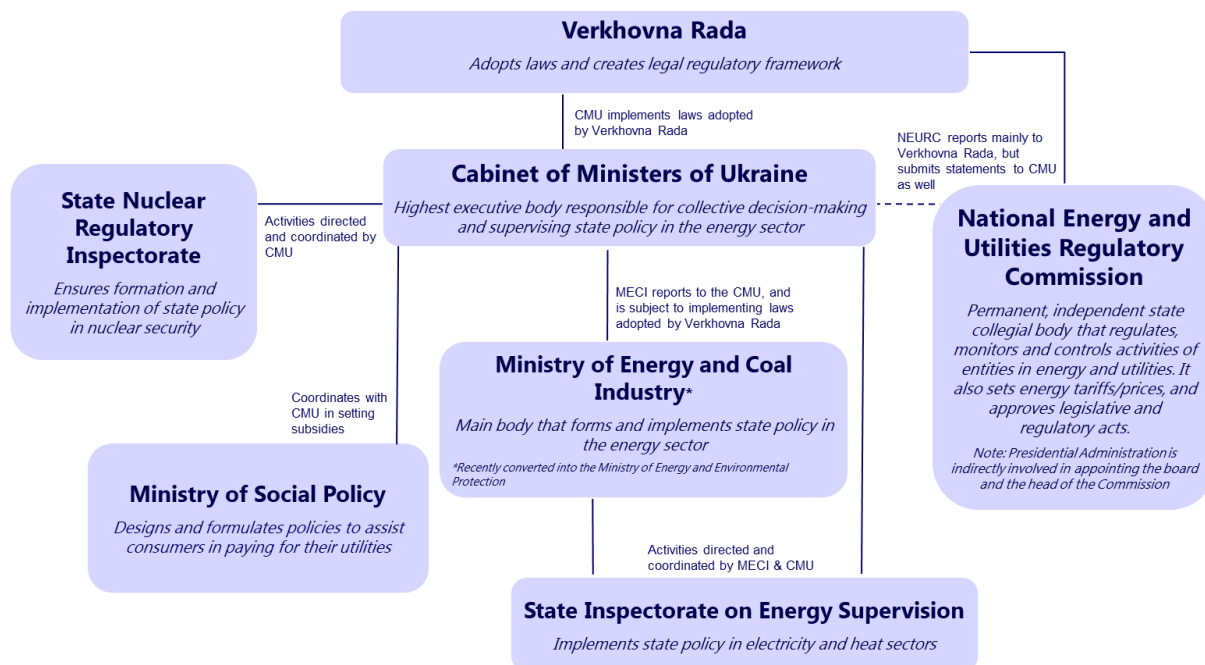 Verkhovna Rada
Adopts laws and creates legal regulatory framework
CMU implements laws adopted
by Verkhovna Rada
NEURC reports mainly to
Verkhovna Rada, but
submits statements to CMU
as well
Cabinet of Ministers of Ukraine
Highest executive body responsible for collective decision-making
and supervising state policy in the energy sector
State Nuclear
Regulatory
Inspectorate
Ensures formation and
implementation of state policy
in nuclear security
Activities directed
and coordinated by
CMU
National Energy and
Utilities Regulatory
Commission
Permanent, independent state
collegial body that regulates,
monitors and controls activities of
entities in energy and utilities. It
also sets energy tariffs/prices, and
approves legislative and
regulatory acts.
Note: Presidential Administration is
indirectly involved in appointing the board
and the head of the Commission
MECI reports to the CMU, and
is subject to implementing laws
adopted by Verkhovna Rada
Ministry of Energy and Coal
Industry*
Main body that forms and implements state policy in
the energy sector
*Recently converted into the Ministry of Energy and Environmental
Protection
Coordinates with
CMU in setting
subsidies
Ministry of Social Policy
Designs and formulates policies to assist
consumers in paying for their utilities
Activities directed and
coordinated by MECI & CMU
State Inspectorate on Energy Supervision
Implements state policy in electricity and heat sectors